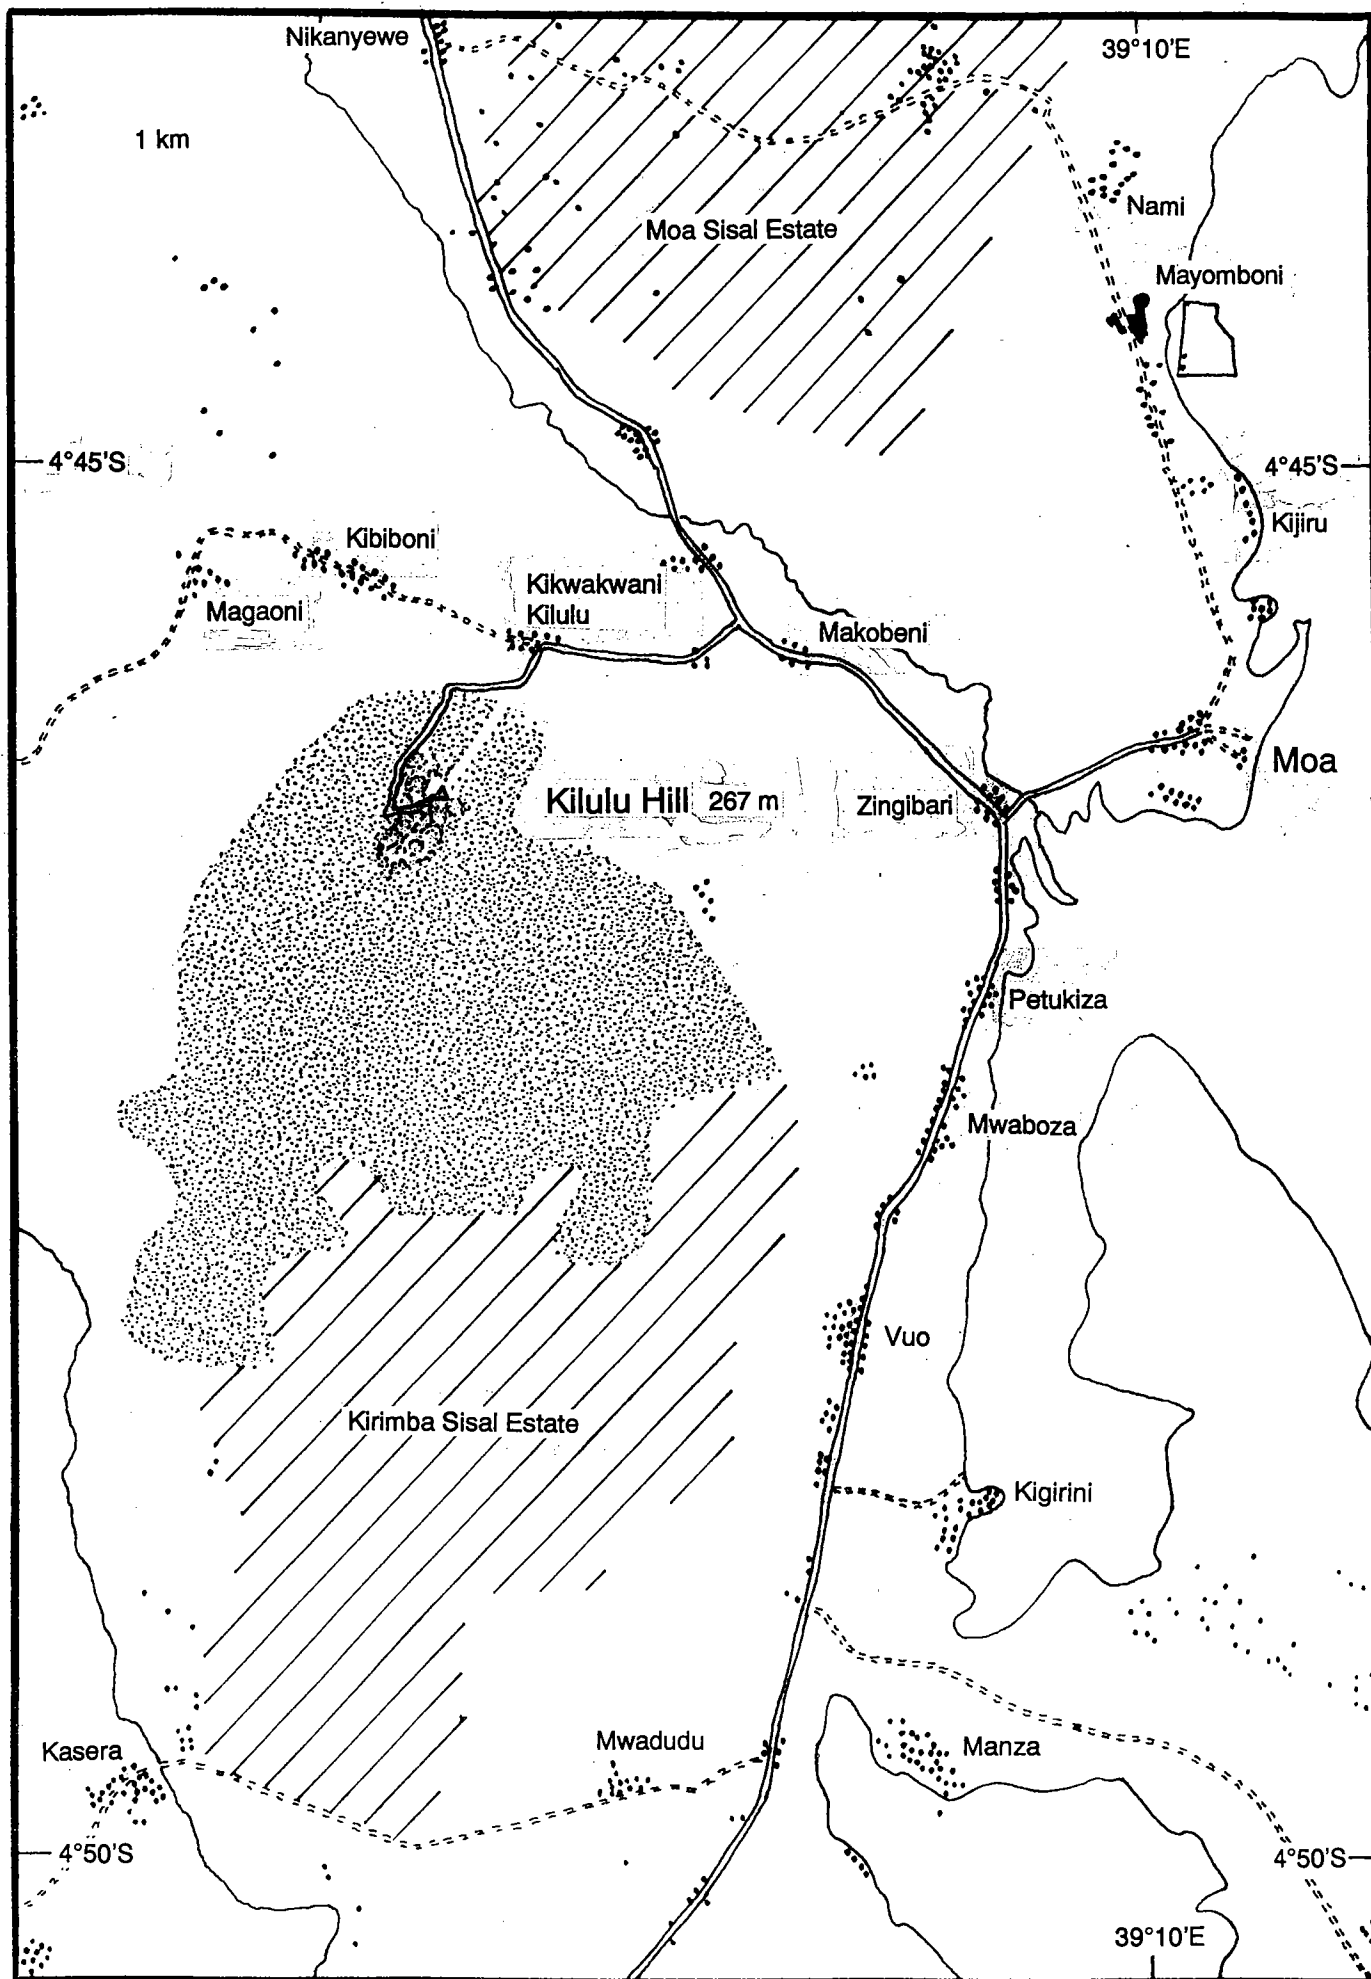 Nikanyewe
39°10'E
1 km
Nami
Moa Sisal Estate
Mayomboni
4°45'S
4°45'S
Kijiru
Kibiboni
Kikwakwani
Kilulu
Magaoni
Makobeni
Moa
Kilulu Hill 267 m
Zingibari
Petukiza
Mwaboza
Vuo
Kirimba Sisal Estate
Kigirini
Kasera
Mwadudu
Manza
4°50'S
4°50'S
39°10'E